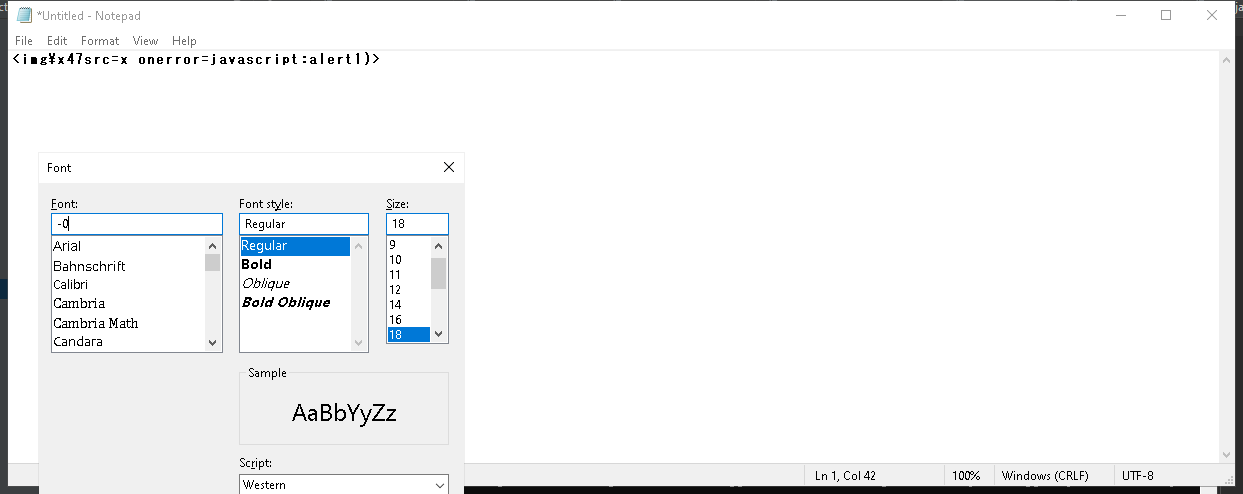 *Untitled - Notepad
File Edit Format View Help
<img¥x47src=x onerror=javascript:alert1)>
Font
Font: Font style: Size:
-0 Regular 18
Arial Regular 9
Bahnschrift Bold 10
Calibri Oblique 11
Cambria Bold Oblique 12
Cambria Math 14
Candara 16
18
Sample
AaBbYyZz
Script:
Western
Ln 1, Col 42 100% Windows (CRLF) UTF-8